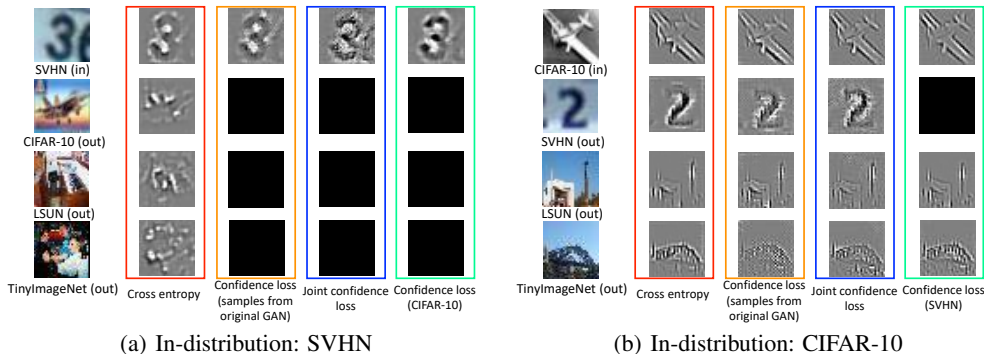 SVHN (in)
CIFAR-10 (out)
LSUN (out)
TinyImageNet (out)
Cross entropy
Confidence loss
(samples from
original GAN)
Joint confidence
loss
Confidence loss
(CIFAR-10)
(a) In-distribution: SVHN
CIFAR-10 (in)
2
SVHN (out)
LSUN (out)
TinyImageNet (out)
Cross entropy
Confidence loss
(samples from
original GAN)
Joint confidence
loss
Confidence loss
(SVHN)
(b) In-distribution: CIFAR-10